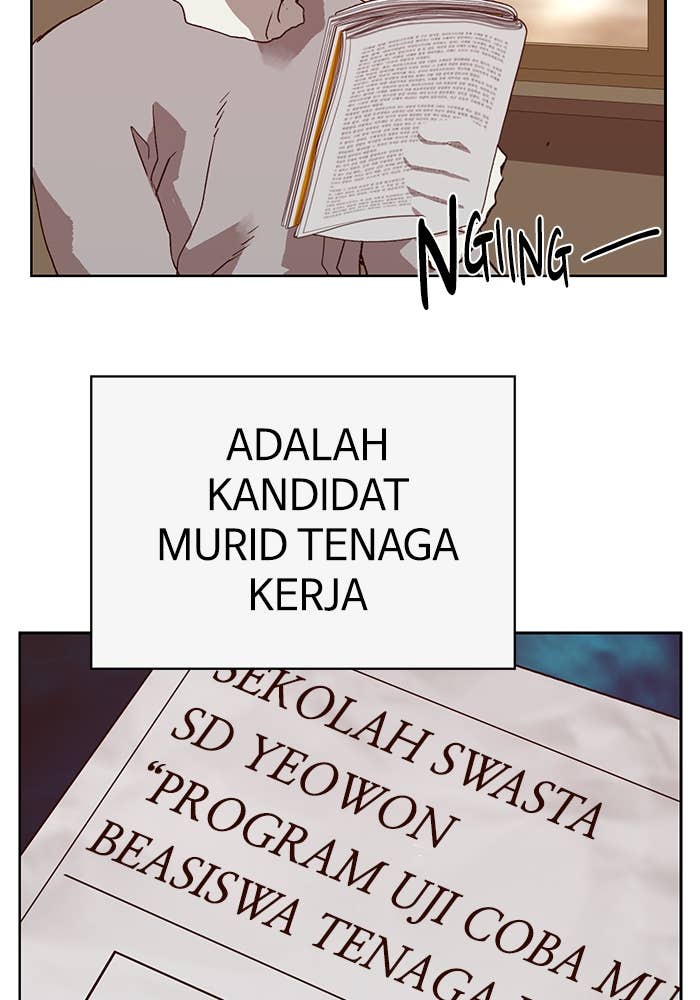 NGIING
ADALAH
KANDIDAT
MURID TENAGA
KERJA
SEKOLAH SWASTA
SD YEOWON
“PROGRAM UJI COBA
BEASISWA TENAGA